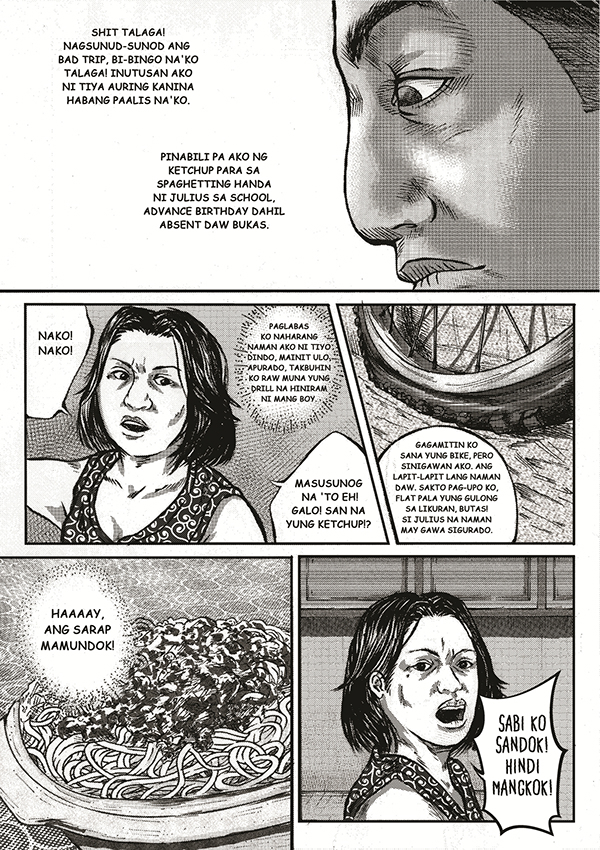 SHIT TALAGA!
NAGSUNUD-SUNOD ANG
BAD TRIP, BI-BINGO NA'KO
TALAGA! INUTUSAN AKO
NI TIYA AURING KANINA
HABANG PAALIS NA'KO.
PINABILI PA AKO NG
KETCHUP PARA SA
SPAGHETTING HANDA
NI JULIUS SA SCHOOL,
ADVANCE BIRTHDAY DAHIL
ABSENT DAW BUKAS.
NAKO!
NAKO!
PAGLABAS
KO NAHARANG
NAMAN AKO NI TIYO
DINDO, MAINIT ULO,
APURADO, TAKBUHIN
KO RAW MUNA YUNG
DRILL NA HINIRAM
NI MANG BOY.
MASUSUNOG
NA 'TO EH!
GALO! SAN NA
YUNG KETCHUP!?
GAGAMITIN KO
SANA YUNG BIKE, PERO
SINIGAWAN AKO. ANG
LAPIT-LAPIT LANG NAMAN
DAW. SAKTO PAG-UPO KO,
FLAT PALA YUNG GULONG
SA LIKURAN, BUTAS!
SI JULIUS NA NAMAN
MAY GAWA SIGURADO.
HAAAAY,
ANG SARAP
MAMUNDOK!
SABI KO
SANDOK!
HINDI
MANGKOK!